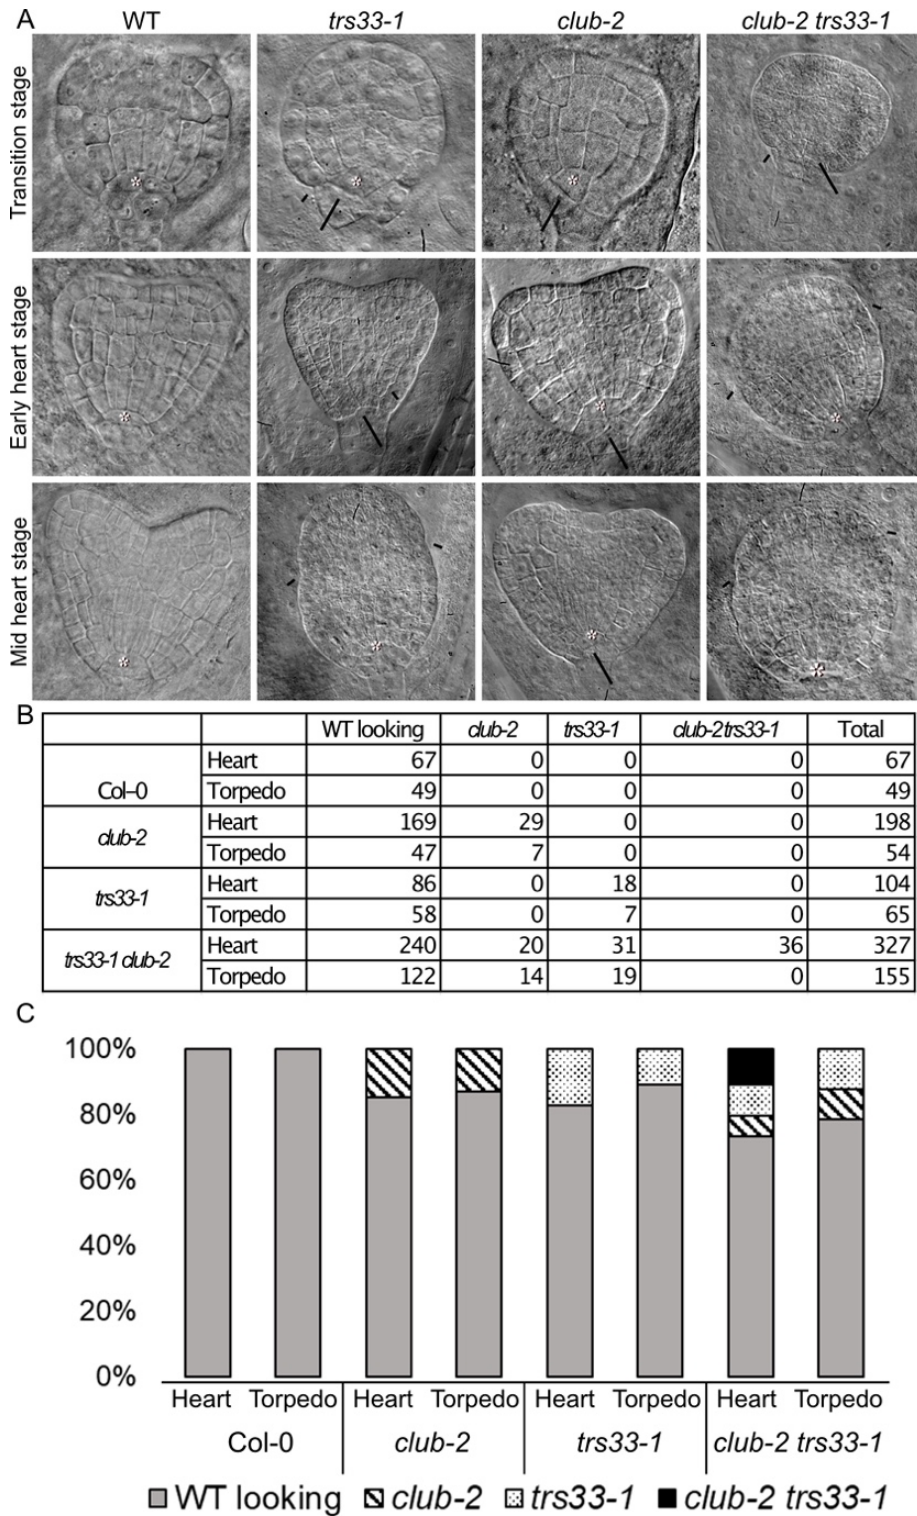 A
WT trs33-1 club-2 club-2 trs33-1
Transition stage
Early heart stage
Mid heart stage
B
WT looking club-2 trs33-1 club-2trs33-1 Total
Col–0 Heart 67 0 0 0 67
Torpedo 49 0 0 0 49
club-2 Heart 169 29 0 0 198
Torpedo 47 7 0 0 54
trs33-1 Heart 86 0 18 0 104
Torpedo 58 0 7 0 65
trs33-1 club-2 Heart 240 20 31 36 327
Torpedo 122 14 19 0 155
C
100%
80%
60%
40%
20%
0%
Heart Torpedo Heart Torpedo Heart Torpedo Heart Torpedo
Col-0 club-2 trs33-1 club-2 trs33-1
WT looking club-2 trs33-1 club-2 trs33-1